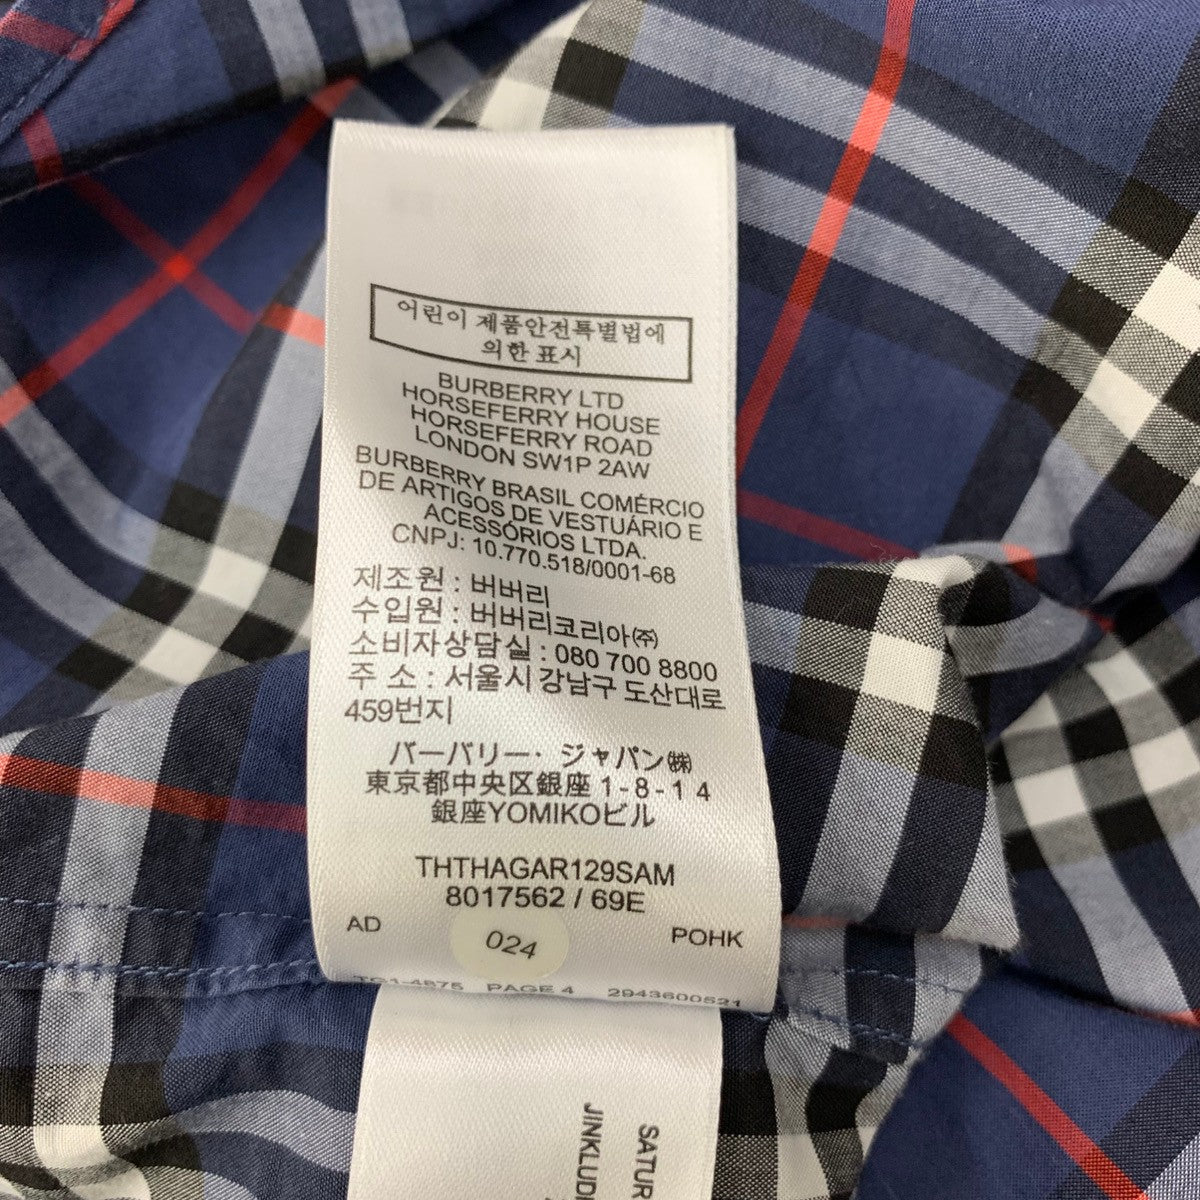 어린이 제품안전특별법에
의한 표시
BURBERRY LTD
HORSEFERRY HOUSE
HORSEFERRY ROAD
LONDON SW1P 2AW
BURBERRY BRASIL COMÉRCIO
DE ARTIGOS DE VESTUÁRIO E
ACESSÓRIOS LTDA.
CNPJ: 10.770.518/0001-68
제조원 : 버버리
수입원 : 버버리코리아㈜
소비자상담실 : 080 700 8800
주 소 : 서울시 강남구 도산대로
459번지
バーバリー・ジャパン㈱
東京都中央区銀座 1-8-14
銀座YOMIKOビル
THTHAGAR129SAM
8017562 / 69E
AD 024 POHK
TC1-4875 PAGE 4 2943600521
SATUR
JINKLUDI